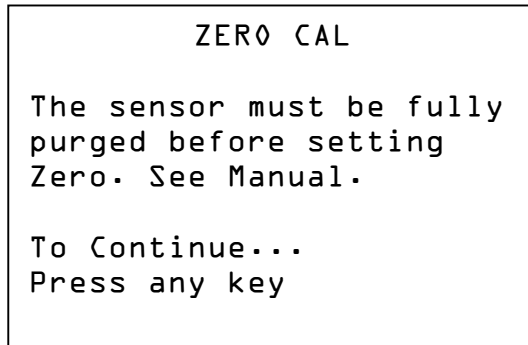 ZERO CAL
The sensor must be fully
purged before setting
Zero. See Manual.
To Continue...
Press any key